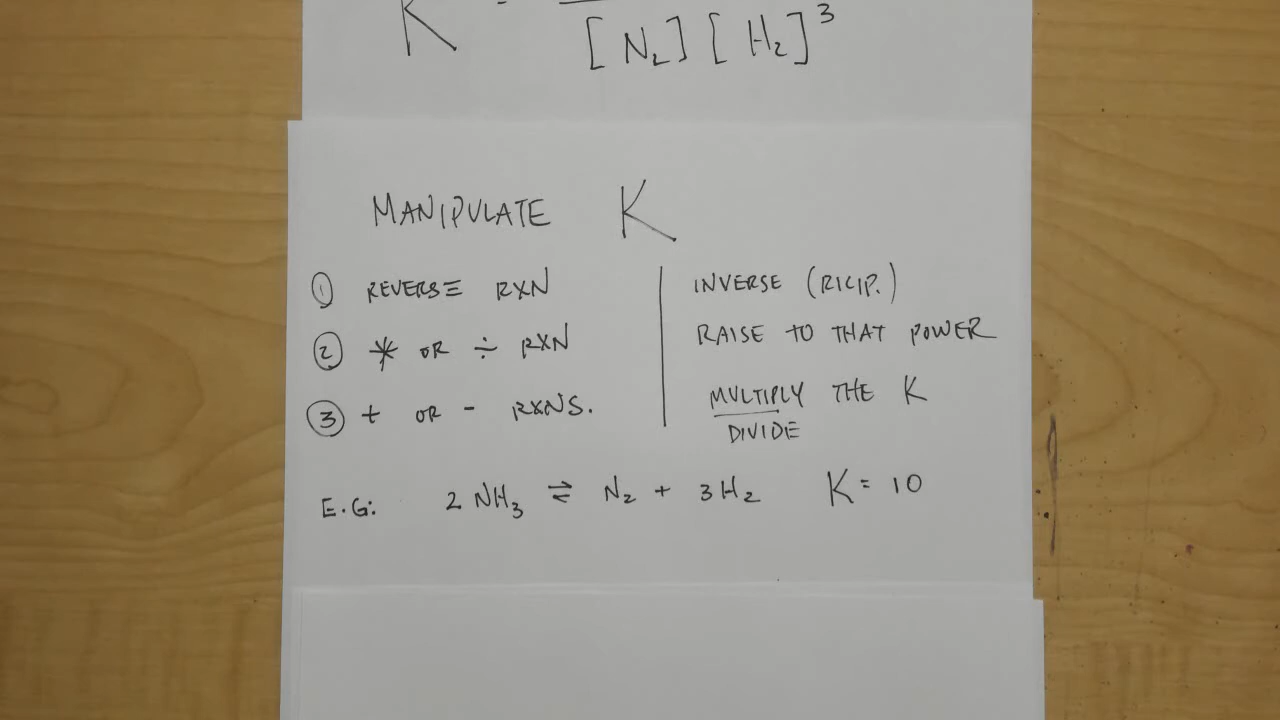 K = [N₂] [H₂]³
MANIPULATE K
① REVERSE RXN | INVERSE (RICIP.)
② * OR ÷ RXN | RAISE TO THAT POWER
③ + OR - RXNS. | MULTIPLY THE K
DIVIDE
E.G: 2 NH₃ ⇌ N₂ + 3H₂ K = 10